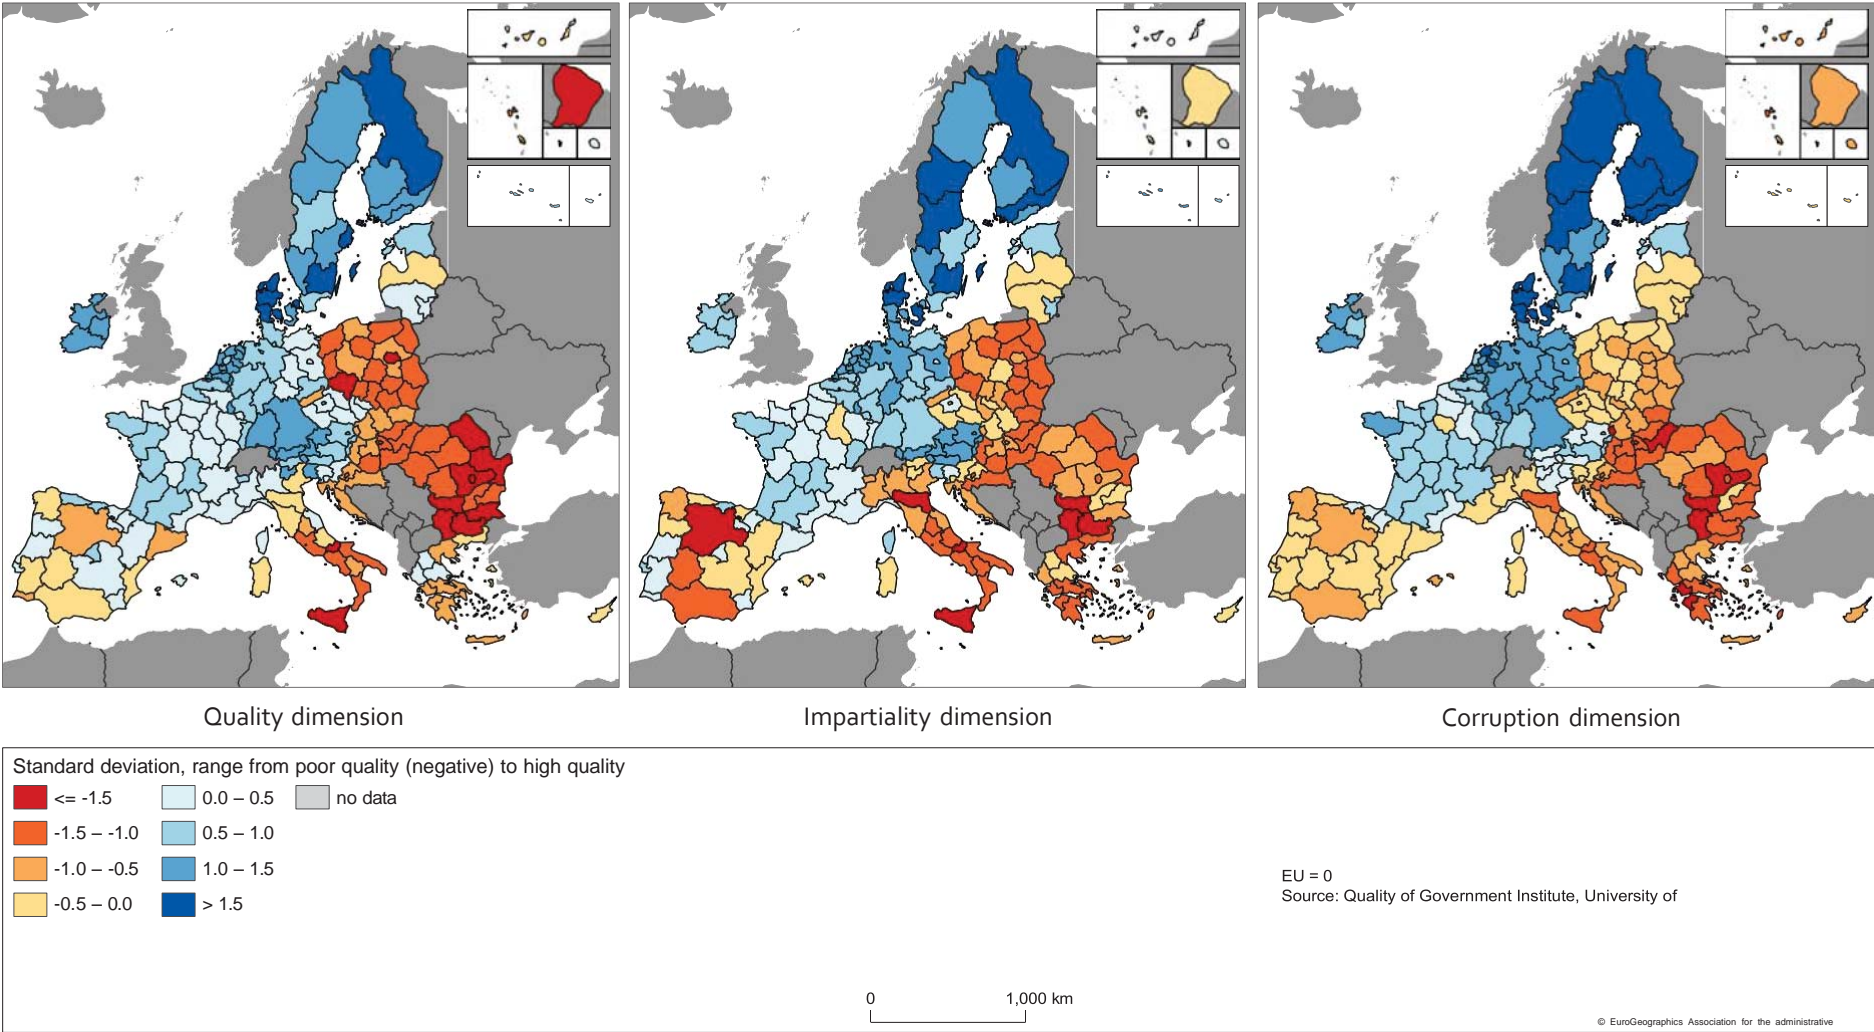 Quality dimension
Impartiality dimension
Corruption dimension
Standard deviation, range from poor quality (negative) to high quality
<= -1.5
-1.5 – -1.0
-1.0 – -0.5
-0.5 – 0.0
0.0 – 0.5
0.5 – 1.0
1.0 – 1.5
> 1.5
no data
EU = 0
Source: Quality of Government Institute, University of
0 1,000 km
© EuroGeographics Association for the administrative